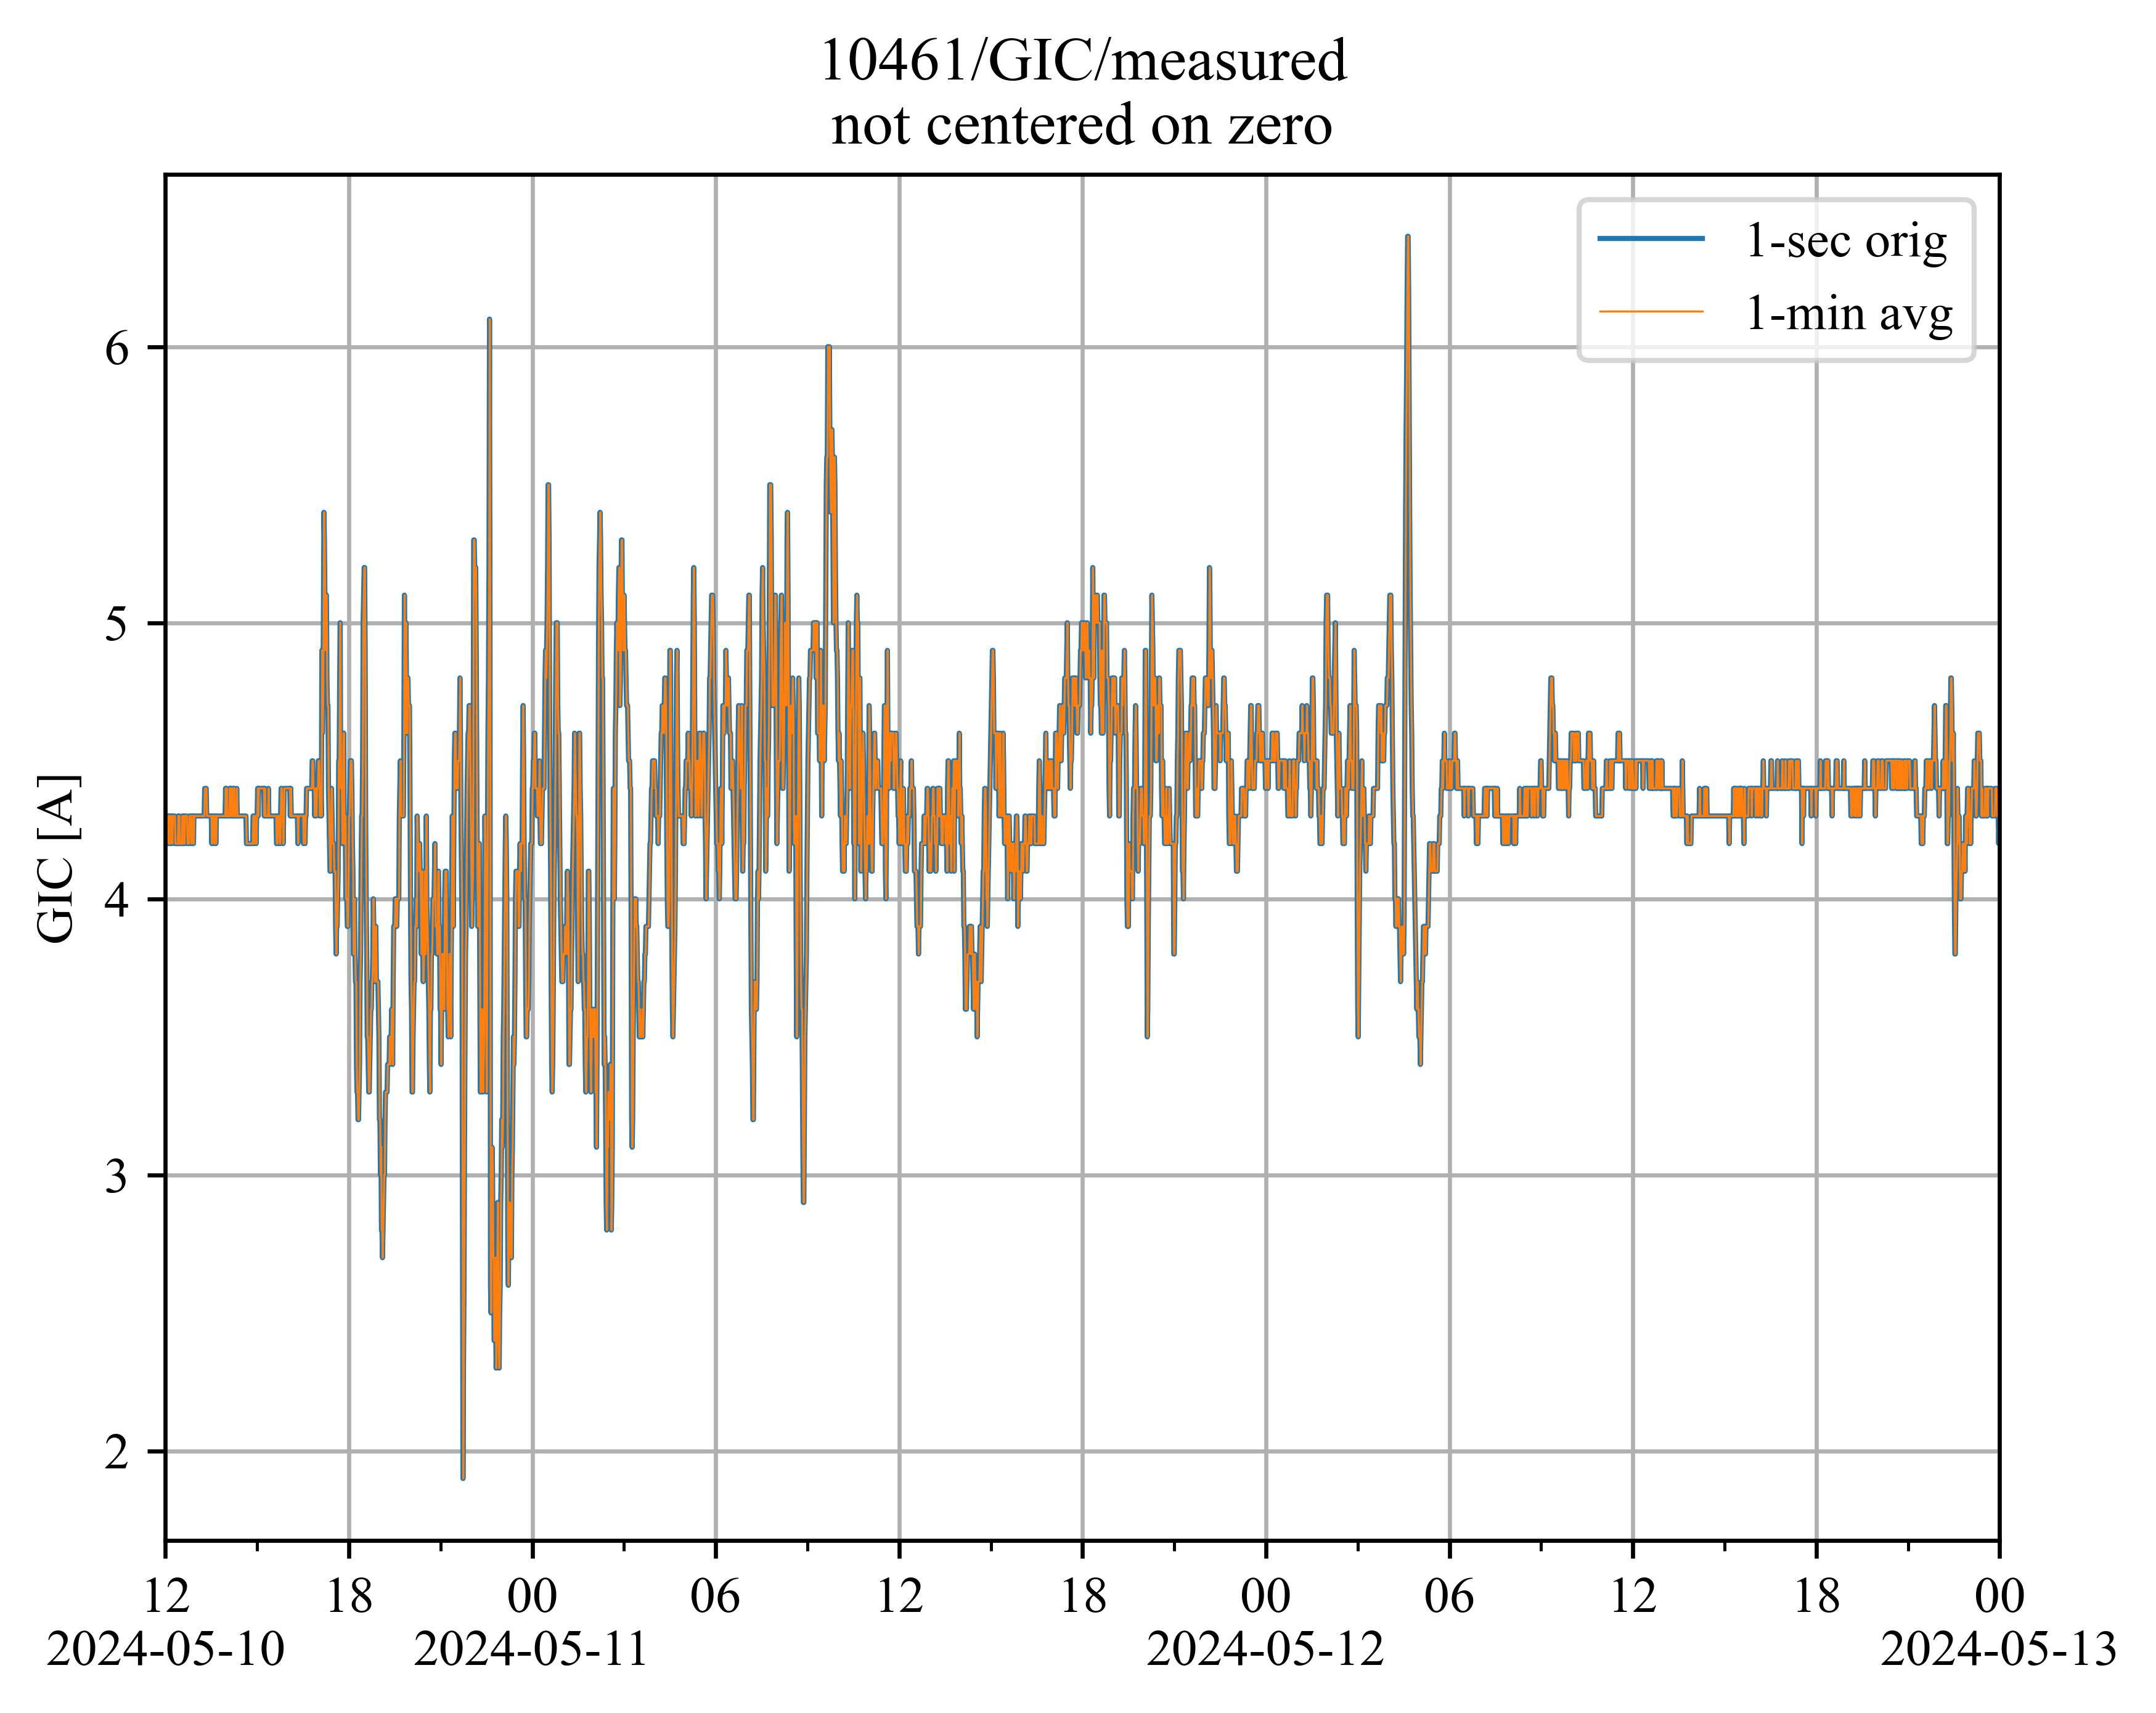 10461/GIC/measured
not centered on zero
1-sec orig
1-min avg
GIC [A]
6
5
4
3
2
12 18 00 06 12 18 00 06 12 18 00
2024-05-10 2024-05-11 2024-05-12 2024-05-13